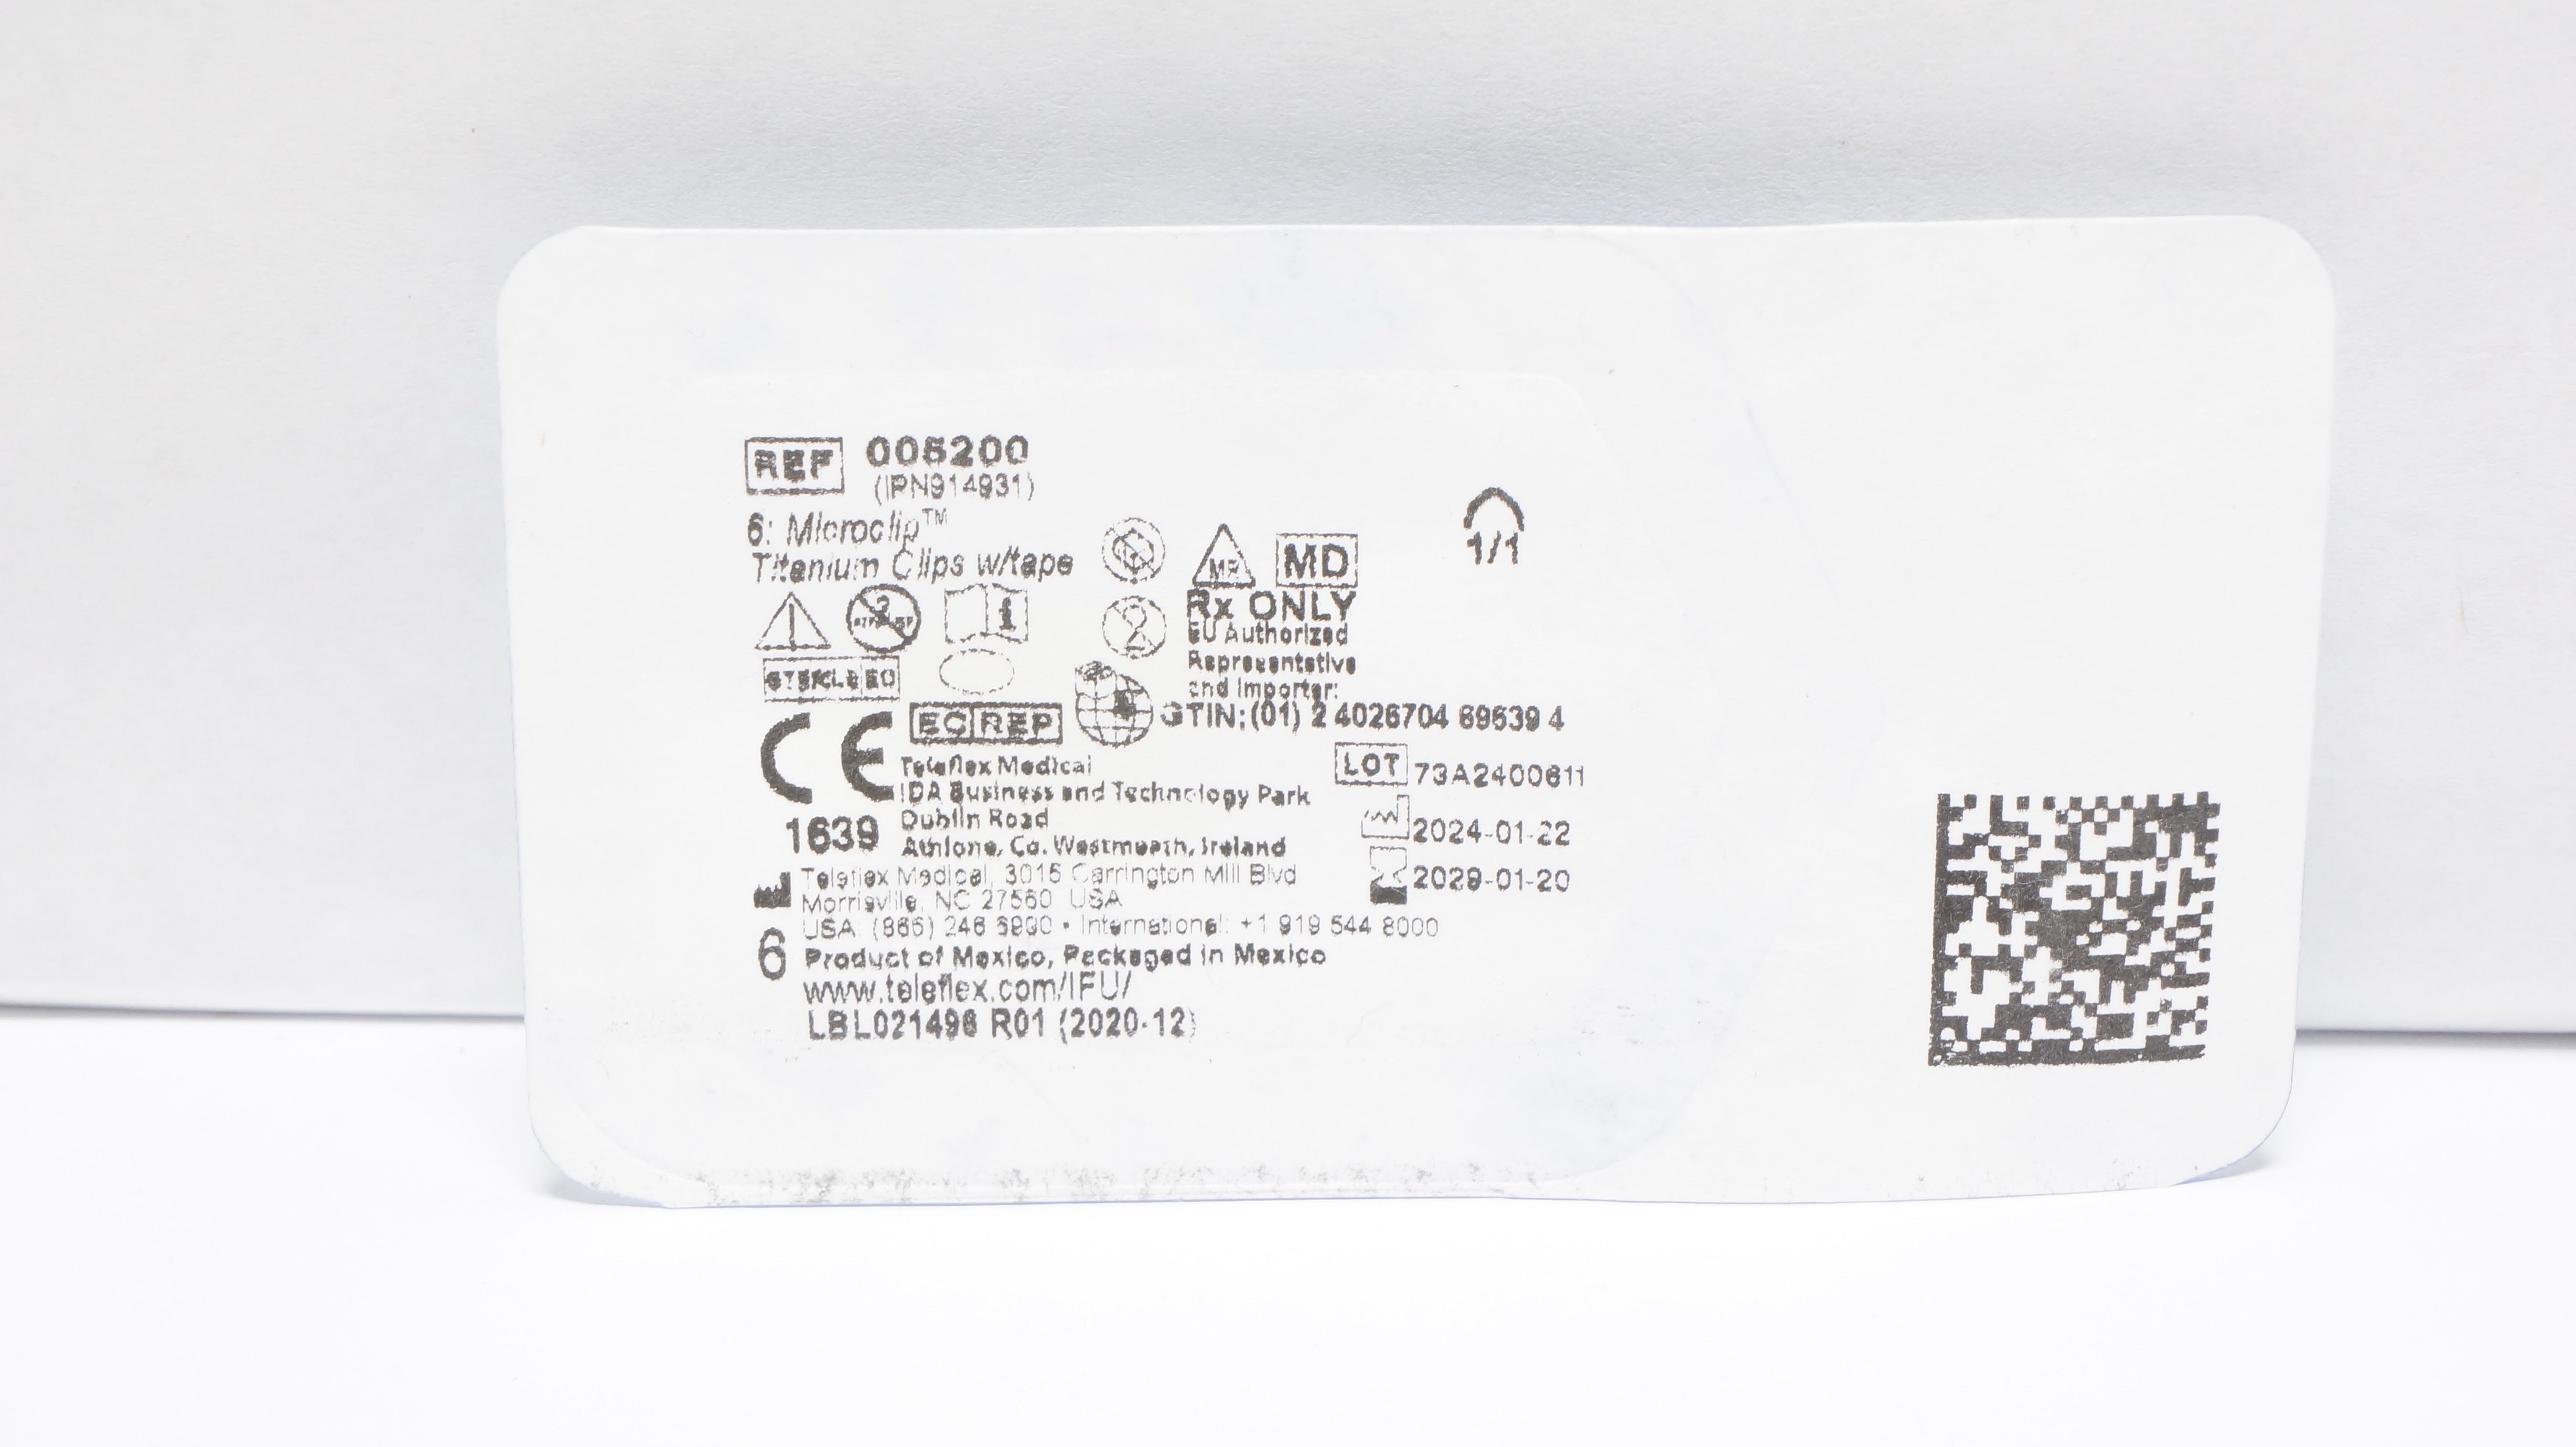 REF 005200
(IPN914931)
6: Microclip™
Titanium Clips w/tape
MR
MD
1/1
Rx ONLY
EU Authorized
Representative
and Importer:
STERILE EO
EC REP
GTIN: (01) 2 4026704 69639 4
CE
1639
Teleflex Medical
IDA Business and Technology Park
Dublin Road
Athlone, Co. Westmeath, Ireland
LOT 73A2400611
2024-01-22
2029-01-20
Teleflex Medical, 3015 Carrington Mill Blvd
Morrisville, NC 27560 USA
USA: (866) 246 6990 • International: +1 919 544 8000
6 Product of Mexico, Packaged in Mexico
www.teleflex.com/IFU/
LBL021496 R01 (2020-12)